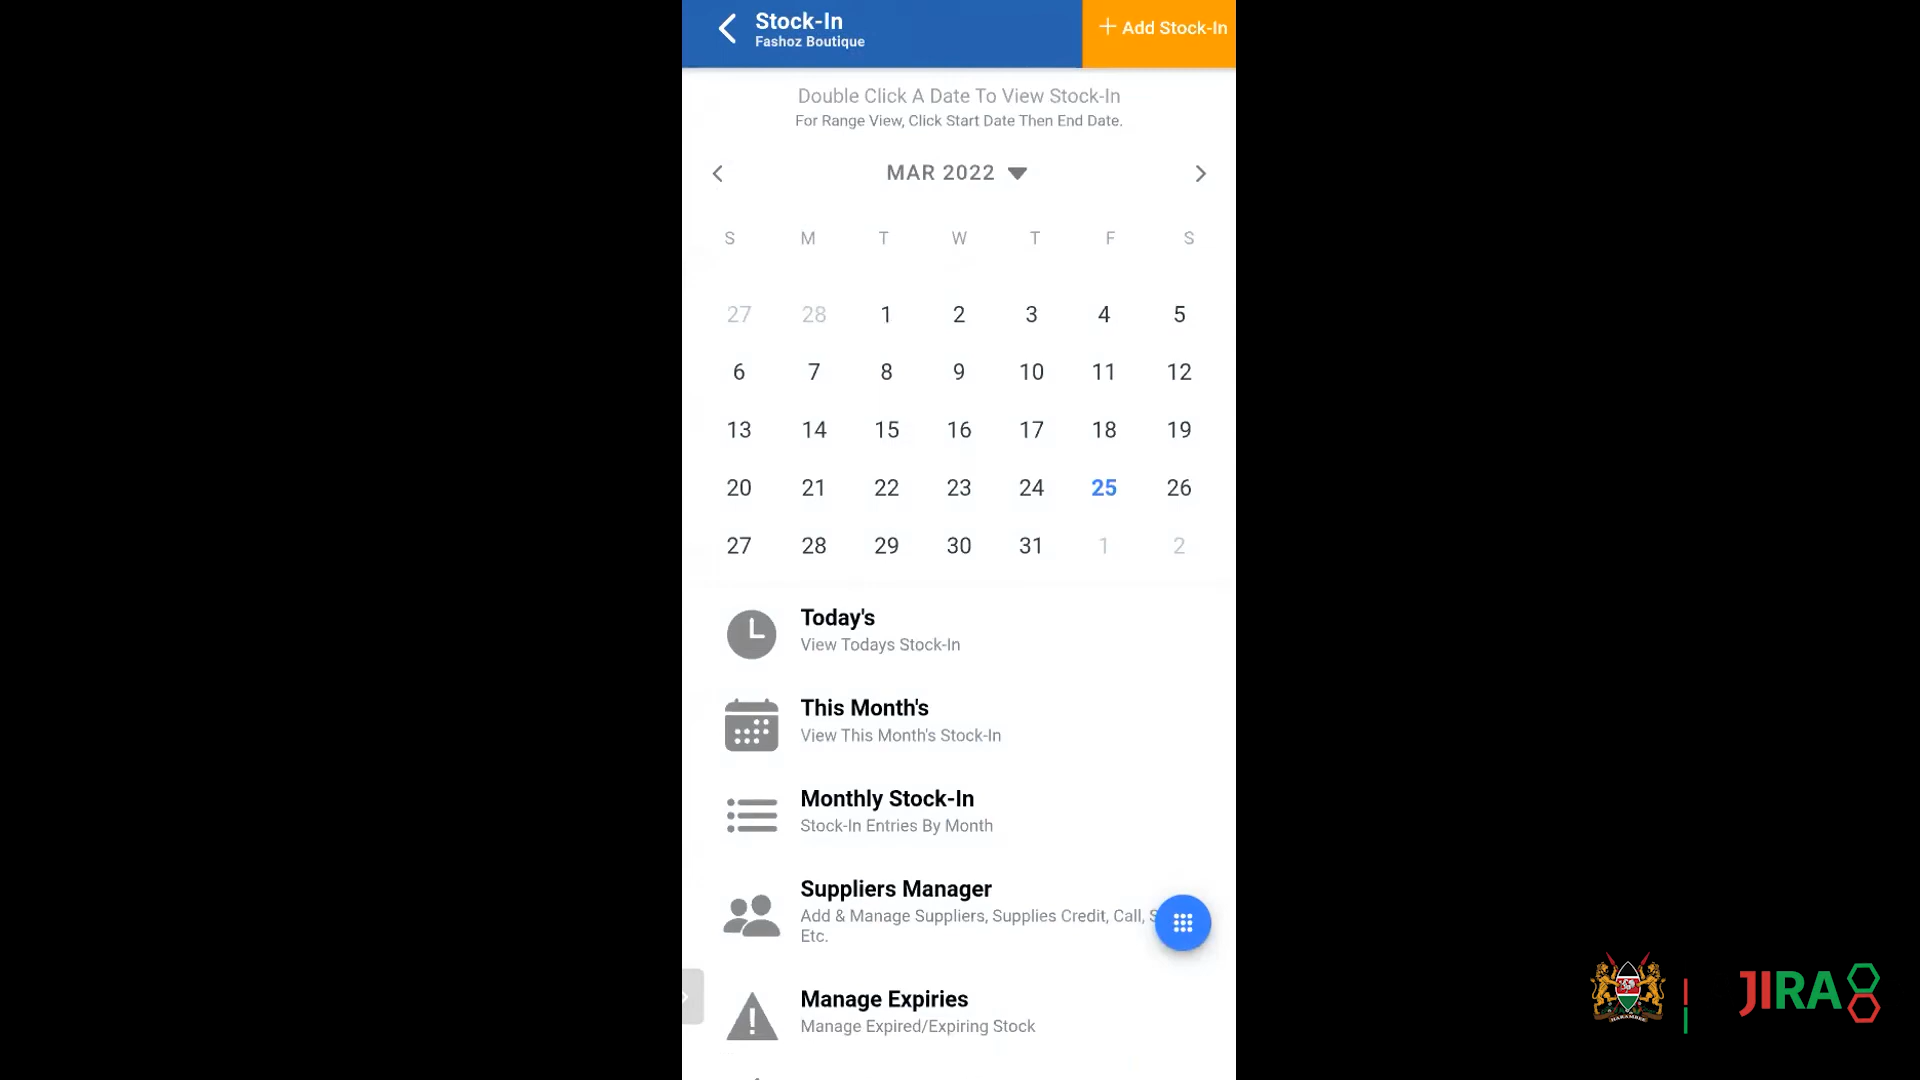 Stock-In
Fashoz Boutique
+ Add Stock-In
Double Click A Date To View Stock-In
For Range View, Click Start Date Then End Date.
MAR 2022
S M T W T F S
27 28 1 2 3 4 5
6 7 8 9 10 11 12
13 14 15 16 17 18 19
20 21 22 23 24 25 26
27 28 29 30 31 1 2
Today's
View Todays Stock-In
This Month's
View This Month's Stock-In
Monthly Stock-In
Stock-In Entries By Month
Suppliers Manager
Add & Manage Suppliers, Supplies Credit, Call, S
Etc.
Manage Expiries
Manage Expired/Expiring Stock
HARAMBEE
JIRA